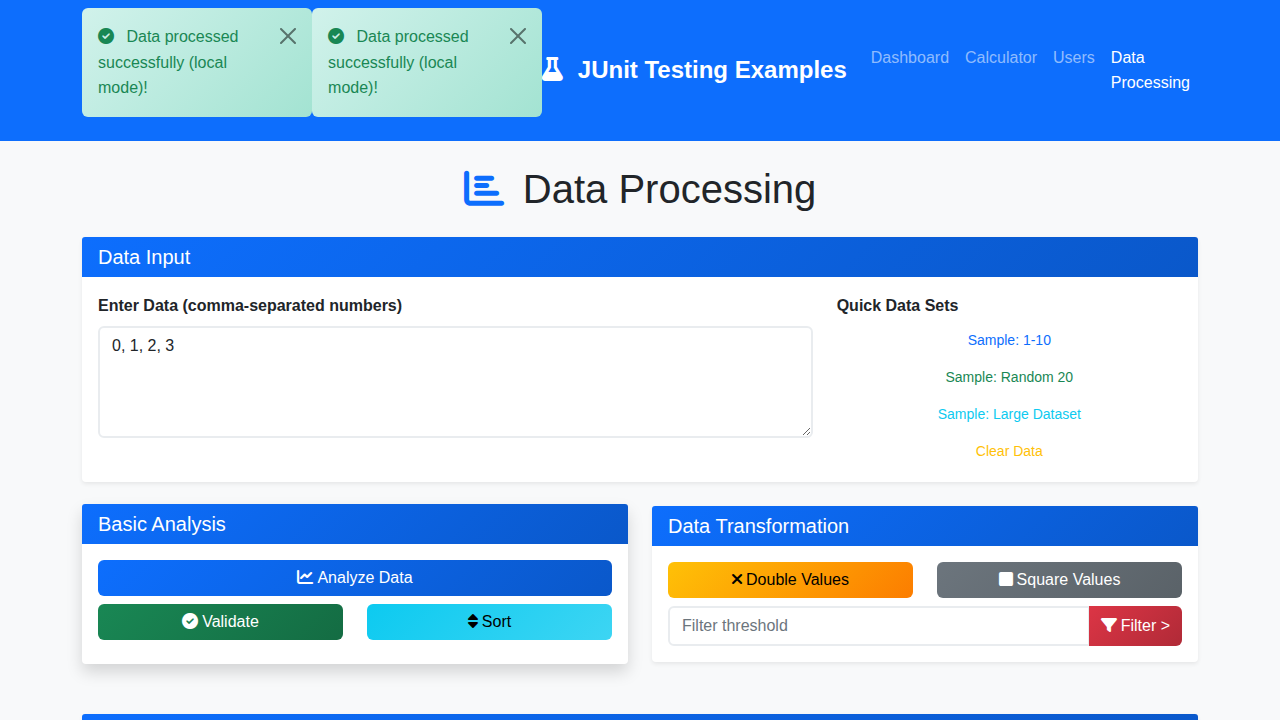 Data processed
successfully (local
mode)!
Data processed
successfully (local
mode)!
JUnit Testing Examples
Dashboard
Calculator
Users
Data
Processing
Data Processing
Data Input
Enter Data (comma-separated numbers)
0, 1, 2, 3
Quick Data Sets
Sample: 1-10
Sample: Random 20
Sample: Large Dataset
Clear Data
Basic Analysis
Analyze Data
Validate
Sort
Data Transformation
Double Values
Square Values
Filter threshold
Filter >